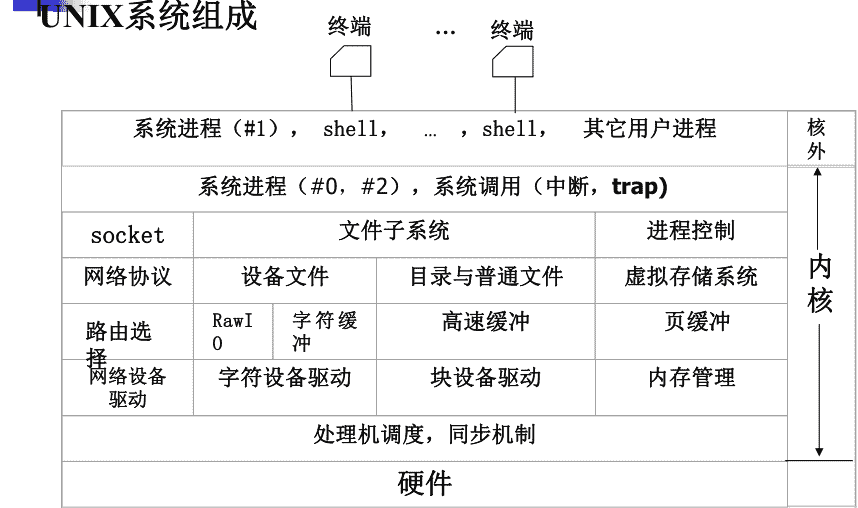 UNIX系统组成
终端 … 终端
系统进程（#1）， shell， … ，shell， 其它用户进程
核
外
系统进程（#0，#2），系统调用（中断，trap)
socket
文件子系统
进程控制
网络协议
设备文件
目录与普通文件
虚拟存储系统
内
核
路由选
择
RawI
O
字符缓
冲
高速缓冲
页缓冲
网络设备
驱动
字符设备驱动
块设备驱动
内存管理
处理机调度，同步机制
硬件